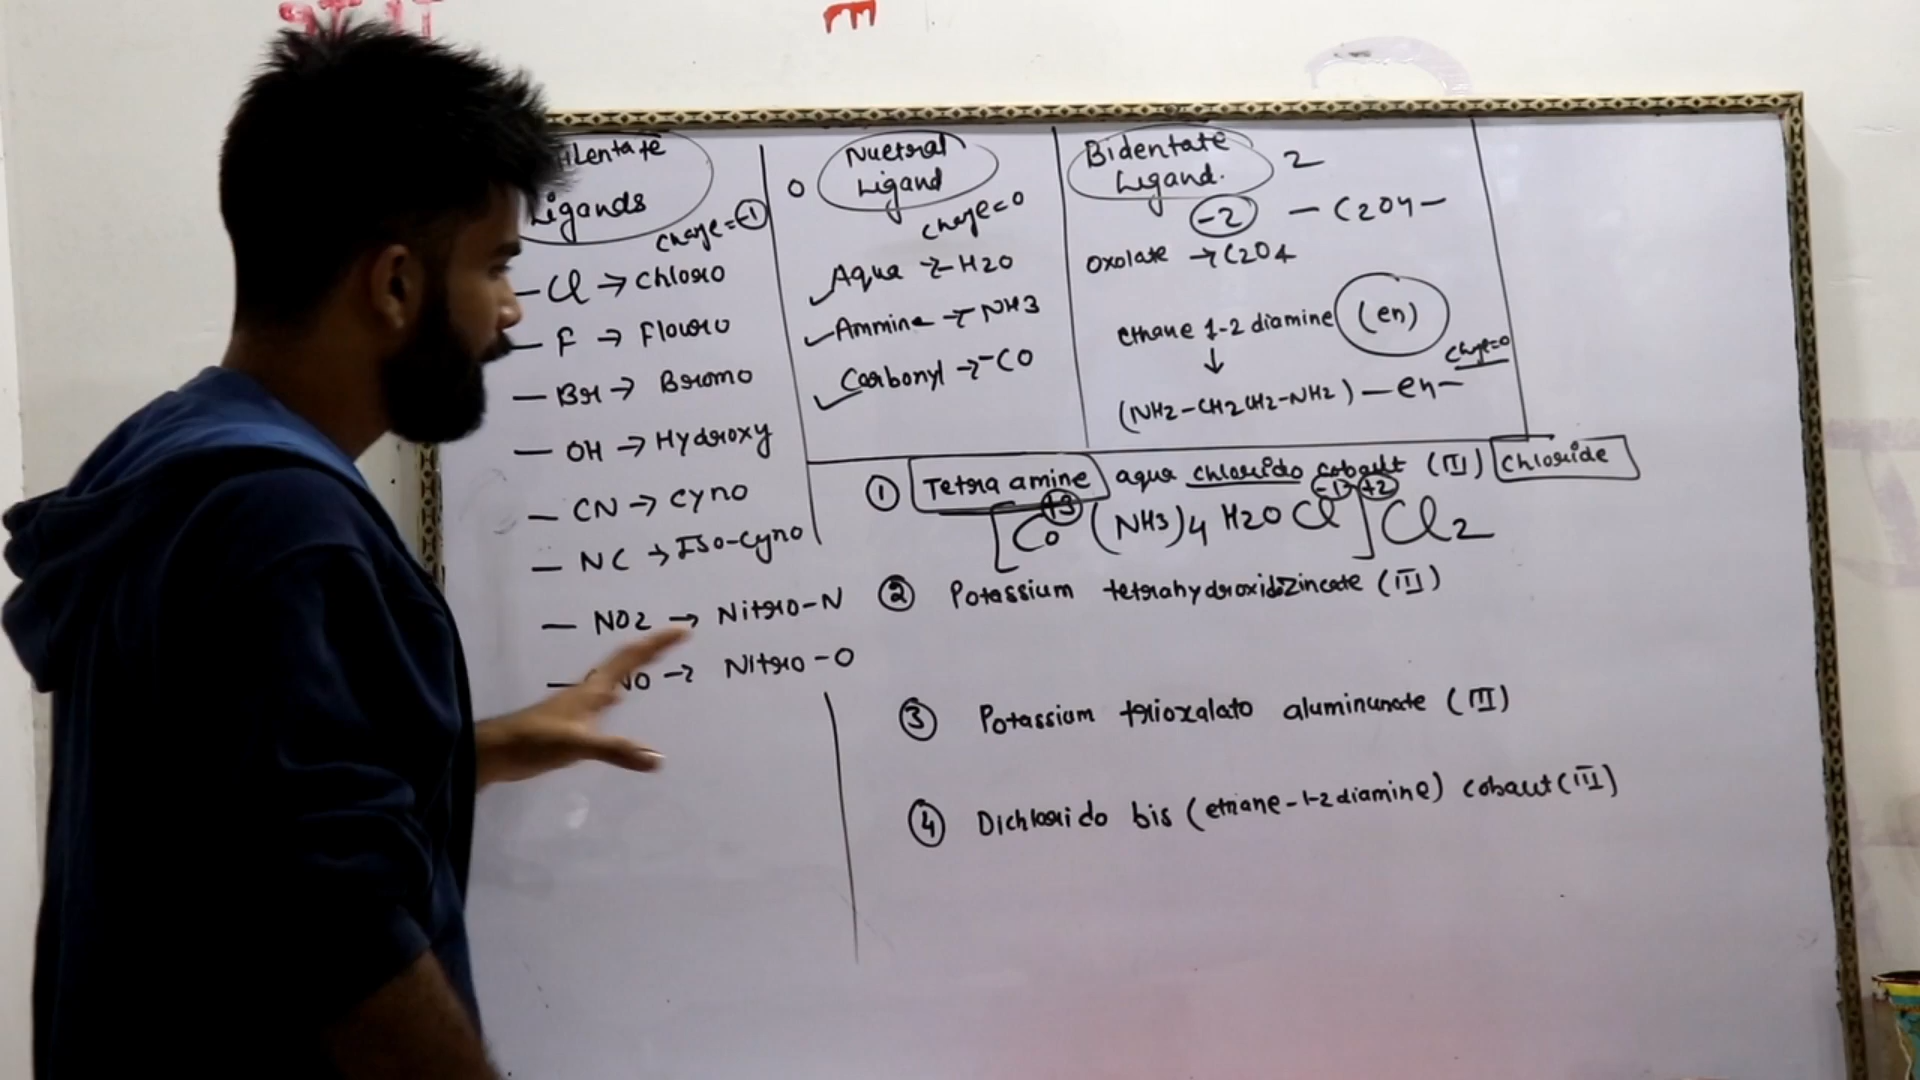 Ligands
charge = -1
— Cl → chloro
— F → Flouro
— Br → Bromo
— OH → Hydroxy
— CN → cyno
— NC → Iso-cyno
— NO2 → Nitro-N
NO → Nitro-O
0 Nuetral
Ligand
charge=0
Aqua → H2O
Ammine → NH3
Carbonyl → CO
Bidentate 2
Ligand.
-2 — C2O4 —
Oxolate → C2O4
ethane 1-2 diamine (en)
charge=0
↓
(NH2-CH2CH2-NH2) — en —
① Tetra amine aqua chlorido cobault (III) Chloride
+3 -1 +2
[Co (NH3)4 H2O Cl] Cl2
② Potassium tetrahydroxidozincate (III)
③ Potassium trioxalato aluminunate (III)
④ Dichlorido bis (ethane-1-2 diamine) cobault (III)